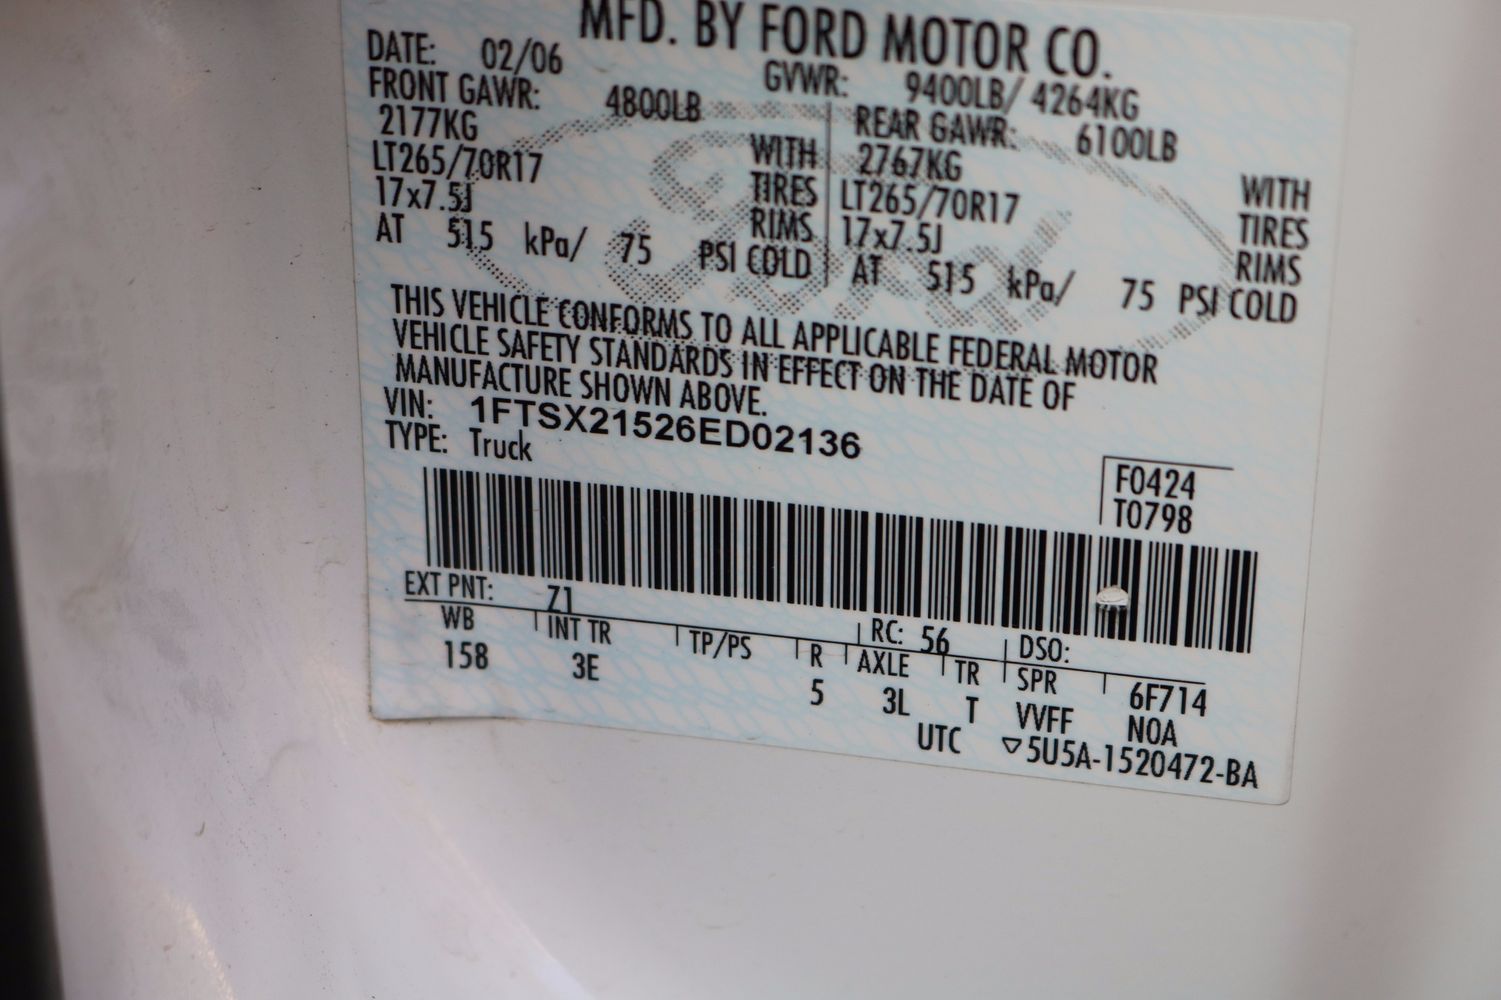 MFD. BY FORD MOTOR CO.
DATE: 02/06 GVWR: 9400LB/ 4264KG
FRONT GAWR: 4800LB REAR GAWR: 6100LB
2177KG WITH 2767KG WITH
LT265/70R17 TIRES LT265/70R17 TIRES
17x7.5J RIMS 17x7.5J RIMS
AT 515 kPa/ 75 PSI COLD AT 515 kPa/ 75 PSI COLD
Ford
THIS VEHICLE CONFORMS TO ALL APPLICABLE FEDERAL MOTOR
VEHICLE SAFETY STANDARDS IN EFFECT ON THE DATE OF
MANUFACTURE SHOWN ABOVE.
VIN: 1FTSX21526ED02136
TYPE: Truck
F0424
T0798
EXT PNT: Z1 RC: 56 DSO:
WB INT TR TP/PS R AXLE TR SPR 6F714
158 3E 5 3L T VVFF NOA
UTC ▽5U5A-1520472-BA